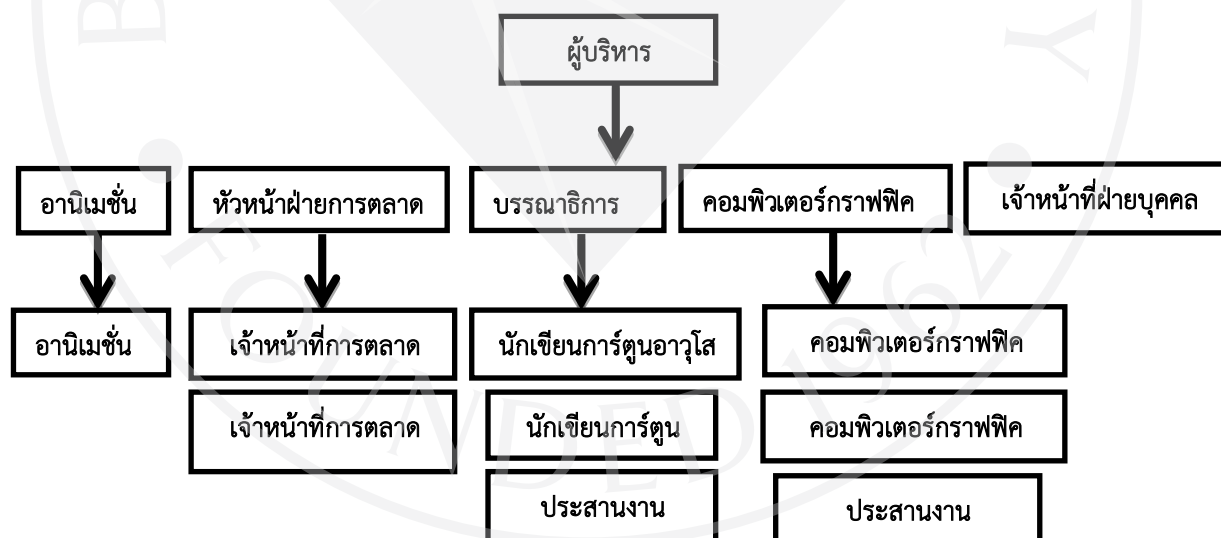 ผู้บริหาร
อานิเมชั่น หัวหน้าฝ่ายการตลาด บรรณาธิการ คอมพิวเตอร์กราฟฟิค เจ้าหน้าที่ฝ่ายบุคคล
อานิเมชั่น เจ้าหน้าที่การตลาด นักเขียนการ์ตูนอาวุโส คอมพิวเตอร์กราฟฟิค
เจ้าหน้าที่การตลาด นักเขียนการ์ตูน คอมพิวเตอร์กราฟฟิค
ประสานงาน ประสานงาน
B Y
FOUNDED 1962